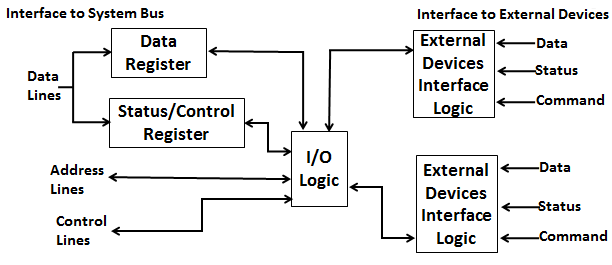 Interface to System Bus
Interface to External Devices
Data
Register
Data
Lines
Status/Control
Register
Address
Lines
Control
Lines
I/O
Logic
External
Devices
Interface
Logic
Data
Status
Command
External
Devices
Interface
Logic
Data
Status
Command